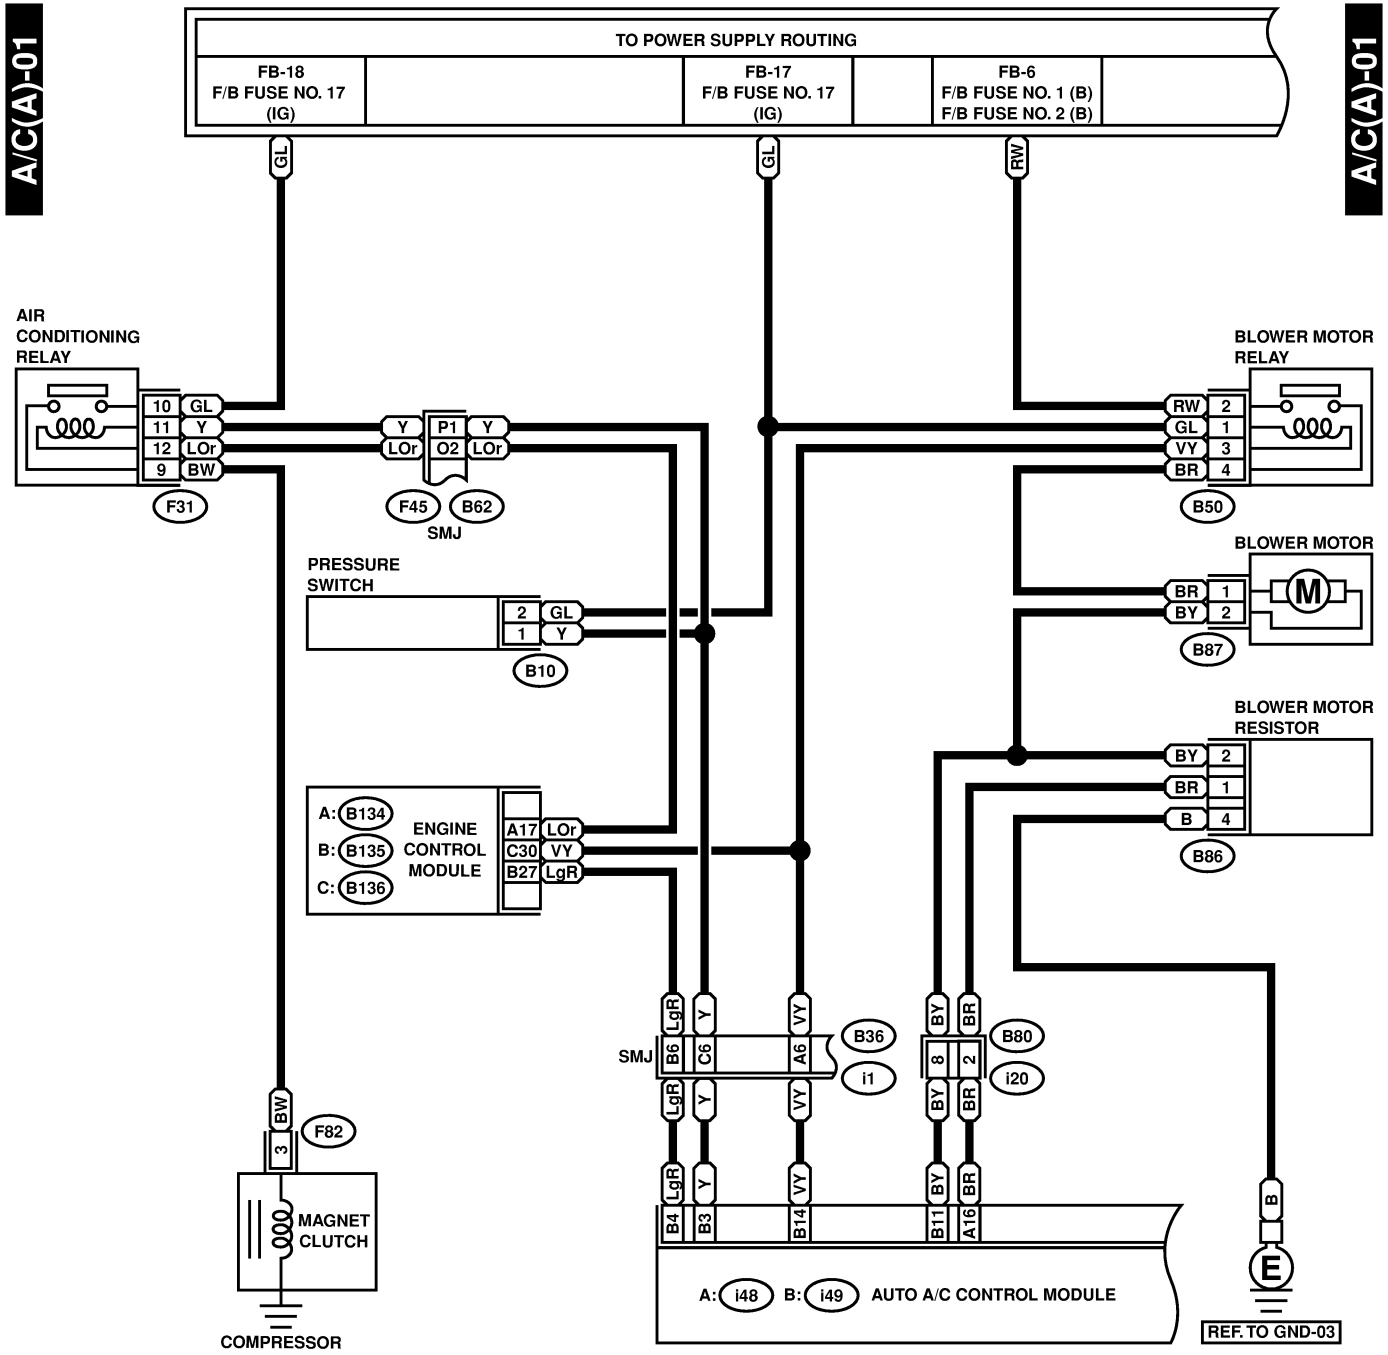 A/C(A)-01
A/C(A)-01
TO POWER SUPPLY ROUTING
FB-18
F/B FUSE NO. 17
(IG)
FB-17
F/B FUSE NO. 17
(IG)
FB-6
F/B FUSE NO. 1 (B)
F/B FUSE NO. 2 (B)
GL
GL
RW
AIR
CONDITIONING
RELAY
10 GL
11 Y
12 LOr
9 BW
F31
Y P1 Y
LOr O2 LOr
F45 B62
SMJ
BLOWER MOTOR
RELAY
RW 2
GL 1
VY 3
BR 4
B50
PRESSURE
SWITCH
2 GL
1 Y
B10
BLOWER MOTOR
BR 1
BY 2
M
B87
BLOWER MOTOR
RESISTOR
BY 2
BR 1
B 4
B86
A: B134
B: B135
C: B136
ENGINE
CONTROL
MODULE
A17 LOr
C30 VY
B27 LgR
LgR Y VY BY BR
SMJ B6 C6 A6 B36 8 2 B80
i1 i20
LgR Y VY BY BR
BW
3 F82
MAGNET
CLUTCH
COMPRESSOR
LgR Y VY BY BR
B4 B3 B14 B11 A16
A: i48 B: i49 AUTO A/C CONTROL MODULE
B
E
REF. TO GND-03